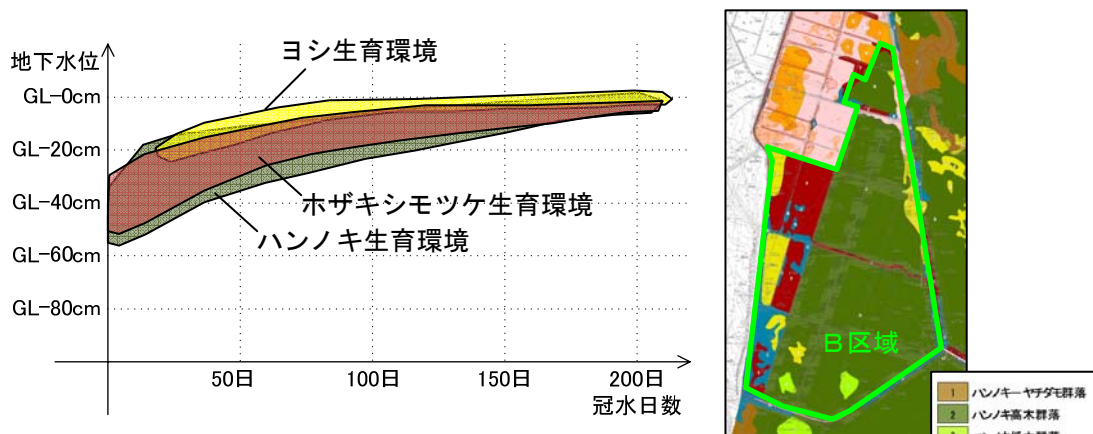 地下水位
GL-0cm
GL-20cm
GL-40cm
GL-60cm
GL-80cm
ヨシ生育環境
ホザキシモツケ生育環境
ハンノキ生育環境
50日
100日
150日
200日
冠水日数
B区域
1 ハンノキーヤチダモ群落
2 ハンノキ高木群落